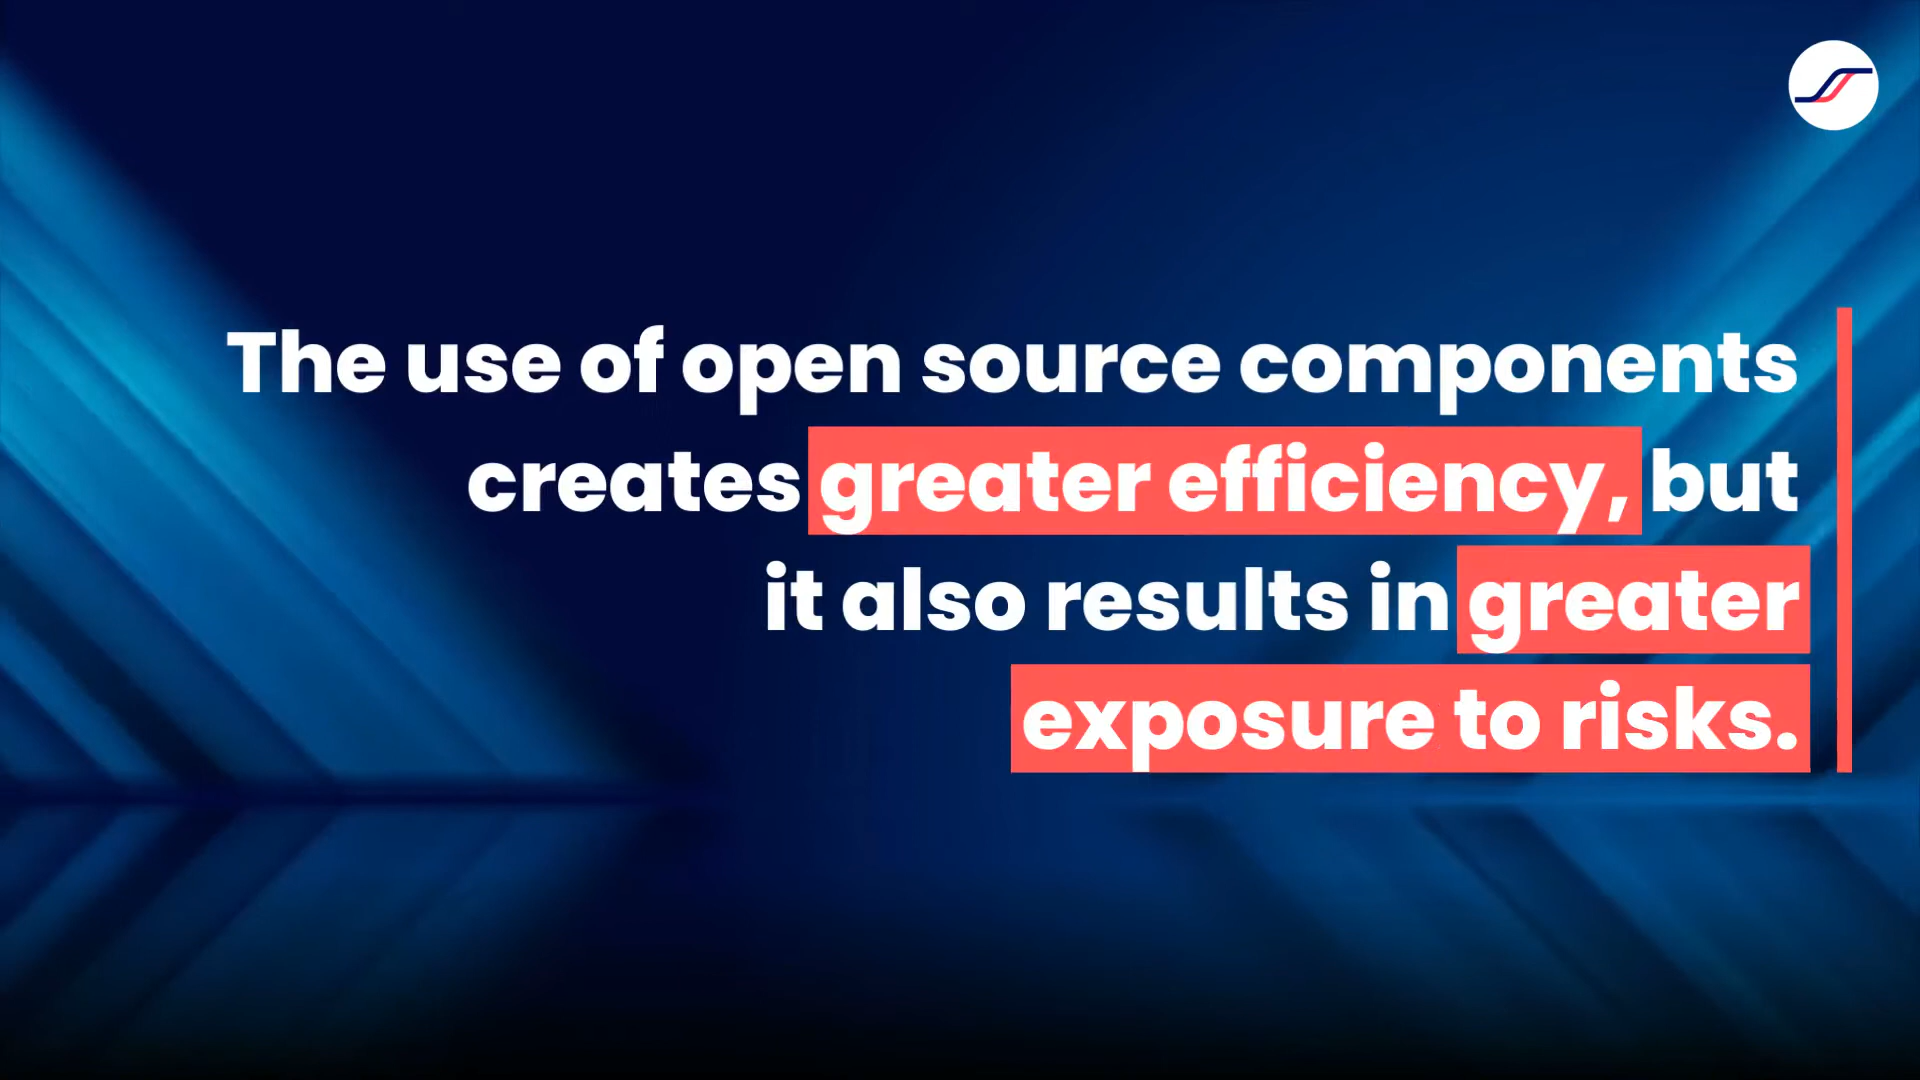 The use of open source components
creates greater efficiency, but
it also results in greater
exposure to risks.